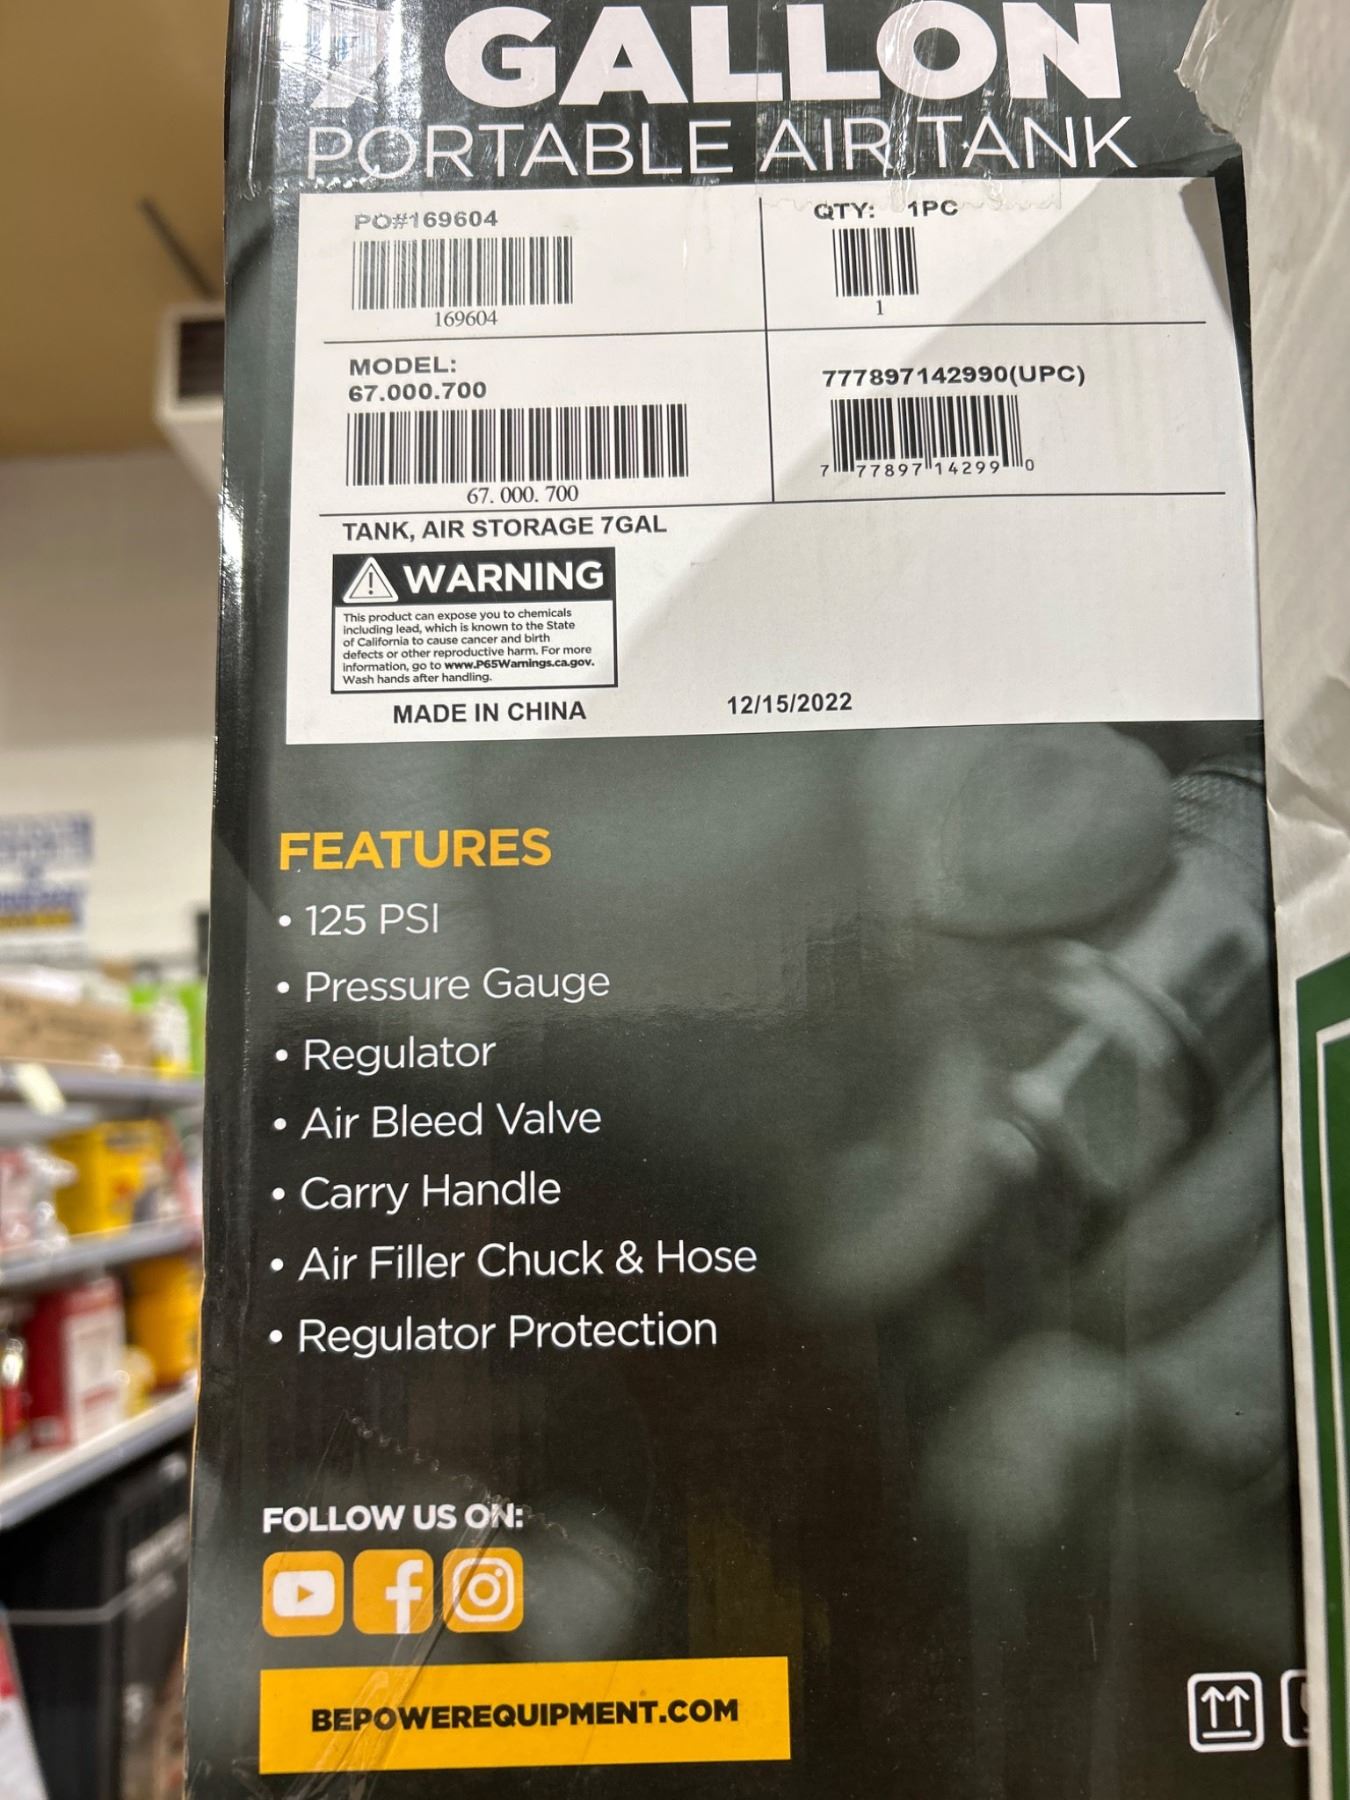 7 GALLON
PORTABLE AIR TANK
PO#169604
169604
QTY: 1PC
1
MODEL:
67.000.700
67. 000. 700
777897142990(UPC)
7 77897 14299 0
TANK, AIR STORAGE 7GAL
WARNING
This product can expose you to chemicals
including lead, which is known to the State
of California to cause cancer and birth
defects or other reproductive harm. For more
information, go to www.P65Warnings.ca.gov.
Wash hands after handling.
MADE IN CHINA
12/15/2022
FEATURES
• 125 PSI
• Pressure Gauge
• Regulator
• Air Bleed Valve
• Carry Handle
• Air Filler Chuck & Hose
• Regulator Protection
FOLLOW US ON:
BEPOWEREQUIPMENT.COM